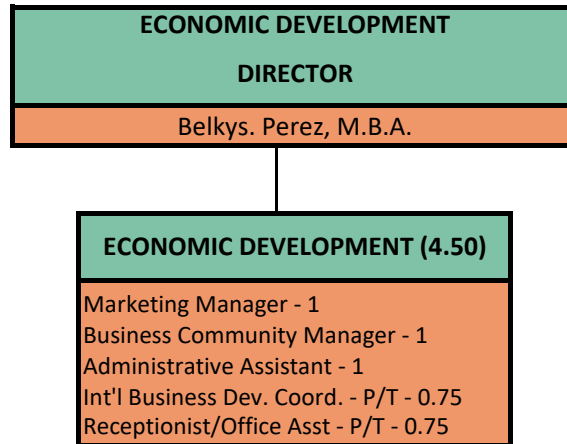 ECONOMIC DEVELOPMENT
DIRECTOR
Belkys. Perez, M.B.A.
ECONOMIC DEVELOPMENT (4.50)
Marketing Manager - 1
Business Community Manager - 1
Administrative Assistant - 1
Int'l Business Dev. Coord. - P/T - 0.75
Receptionist/Office Asst - P/T - 0.75